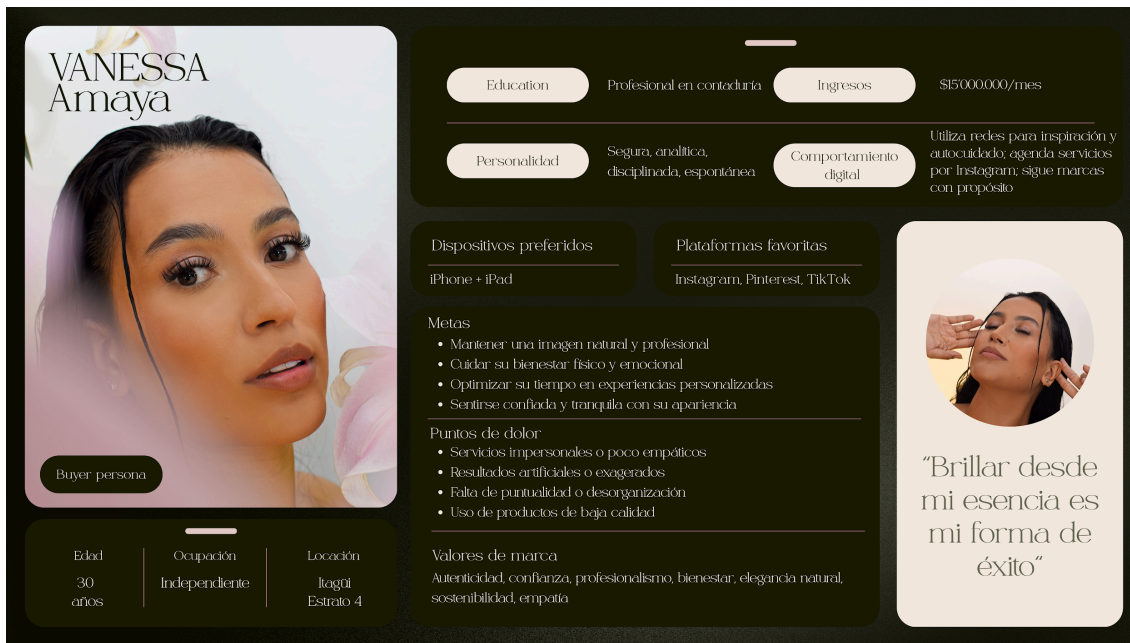 VANESSA
Amaya
Buyer persona
Edad
30
años
Ocupación
Independiente
Locación
Itagüi
Estrato 4
Education
Profesional en contaduría
Ingresos
$15'000.000/mes
Personalidad
Segura, analítica,
disciplinada, espontánea
Comportamiento
digital
Utiliza redes para inspiración y
autocuidado; agenda servicios
por Instagram; sigue marcas
con propósito
Dispositivos preferidos
iPhone + iPad
Plataformas favoritas
Instagram, Pinterest, TikTok
Metas
• Mantener una imagen natural y profesional
• Cuidar su bienestar físico y emocional
• Optimizar su tiempo en experiencias personalizadas
• Sentirse confiada y tranquila con su apariencia
Puntos de dolor
• Servicios impersonales o poco empáticos
• Resultados artificiales o exagerados
• Falta de puntualidad o desorganización
• Uso de productos de baja calidad
Valores de marca
Autenticidad, confianza, profesionalismo, bienestar, elegancia natural,
sostenibilidad, empatía
“Brillar desde
mi esencia es
mi forma de
éxito“